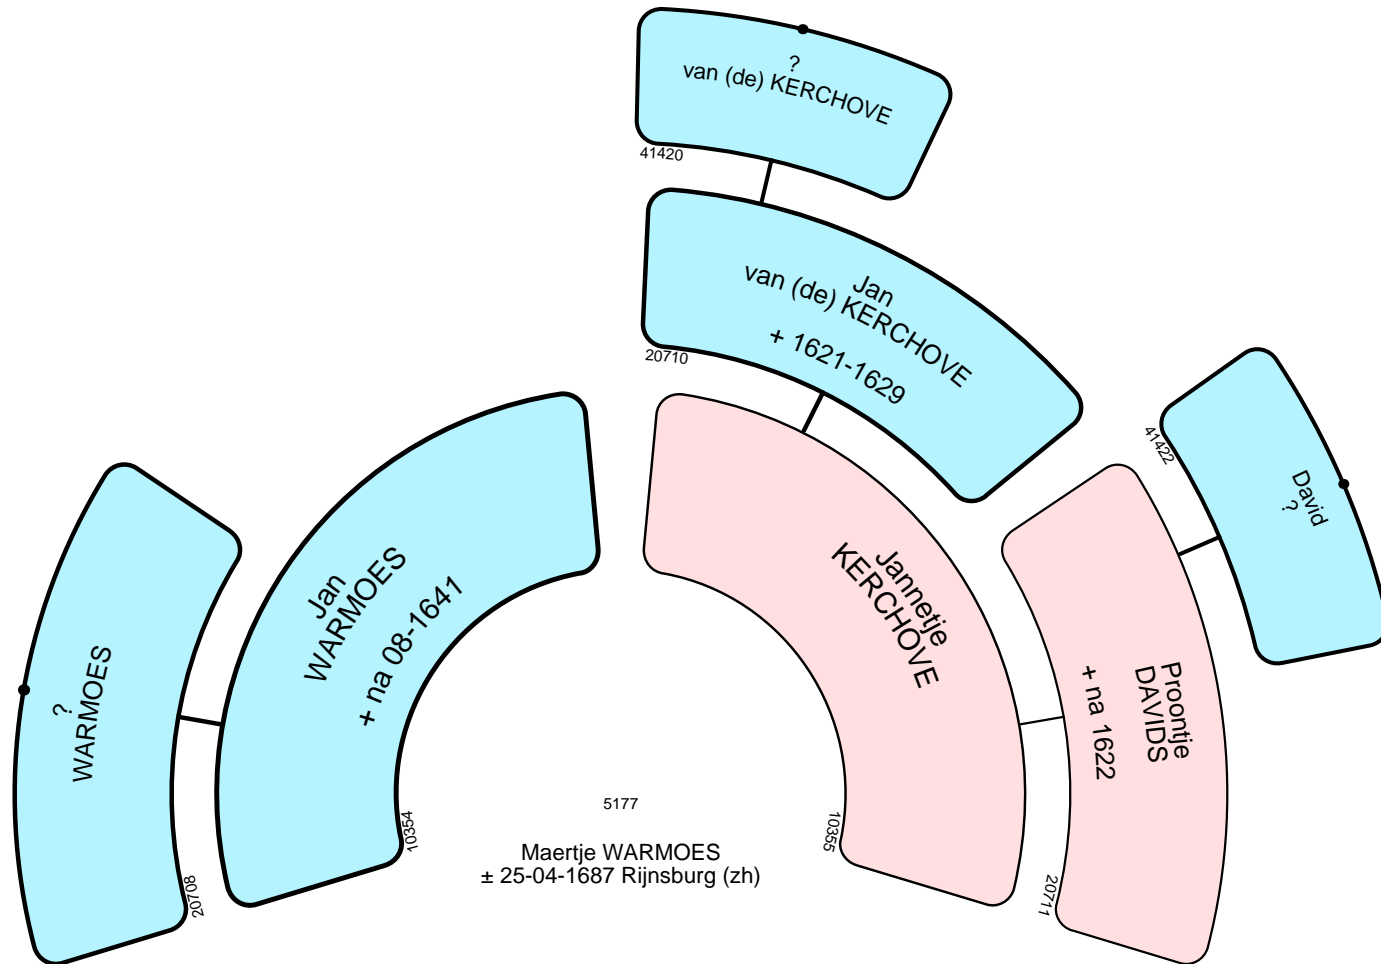 ?
van (de) KERCHOVE
41420
Jan
van (de) KERCHOVE
+ 1621-1629
20710
David
?
41422
Jan
WARMOES
+ na 08-1641
10354
Jannetje
KERCHOVE
10355
?
WARMOES
20708
Proontje
DAVIDS
+ na 1622
20711
5177
Maertje WARMOES
± 25-04-1687 Rijnsburg (zh)